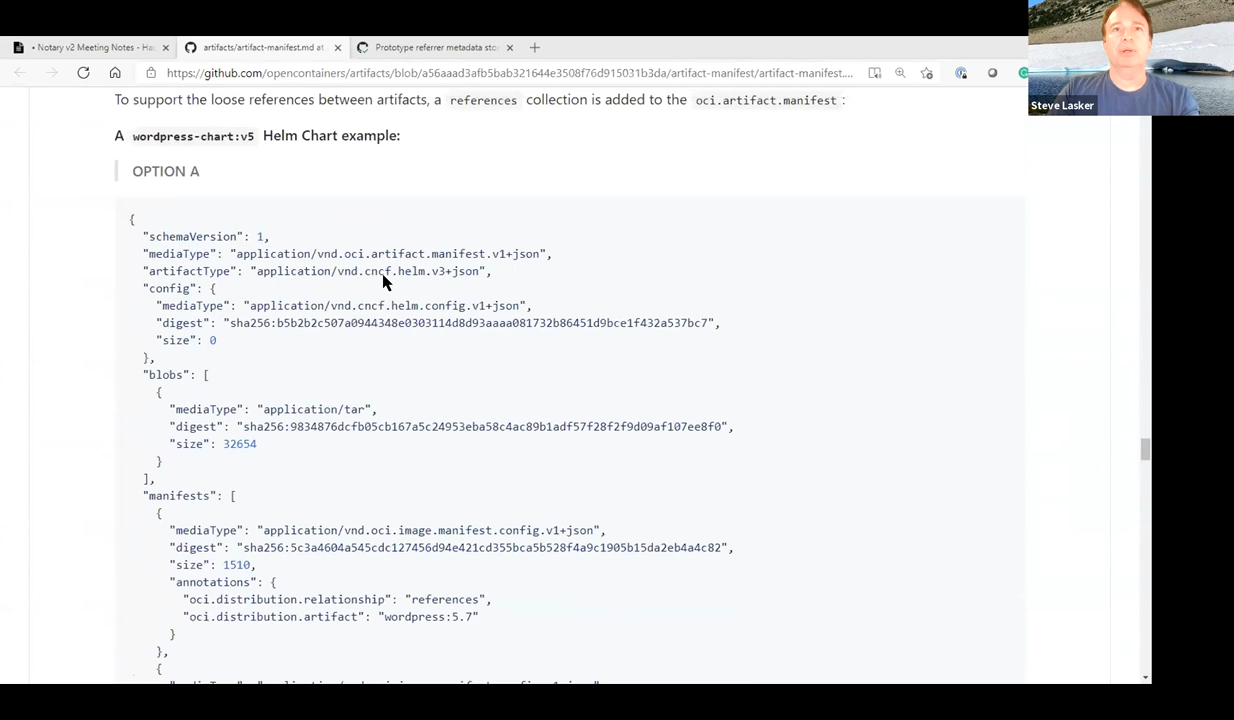 • Notary v2 Meeting Notes - Ha
artifacts/artifact-manifest.md at
Prototype referrer metadata sto
https://github.com/opencontainers/artifacts/blob/a56aaad3afb5bab321644e3508f76d915031b3da/artifact-manifest/artifact-manifest....
Steve Lasker
To support the loose references between artifacts, a references collection is added to the oci.artifact.manifest :
A wordpress-chart:v5 Helm Chart example:
OPTION A
{
"schemaVersion": 1,
"mediaType": "application/vnd.oci.artifact.manifest.v1+json",
"artifactType": "application/vnd.cncf.helm.v3+json",
"config": {
"mediaType": "application/vnd.cncf.helm.config.v1+json",
"digest": "sha256:b5b2b2c507a0944348e0303114d8d93aaaa081732b86451d9bce1f432a537bc7",
"size": 0
},
"blobs": [
{
"mediaType": "application/tar",
"digest": "sha256:9834876dcfb05cb167a5c24953eba58c4ac89b1adf57f28f2f9d09af107ee8f0",
"size": 32654
}
],
"manifests": [
{
"mediaType": "application/vnd.oci.image.manifest.config.v1+json",
"digest": "sha256:5c3a4604a545cdc127456d94e421cd355bca5b528f4a9c1905b15da2eb4a4c82",
"size": 1510,
"annotations": {
"oci.distribution.relationship": "references",
"oci.distribution.artifact": "wordpress:5.7"
}
},
{